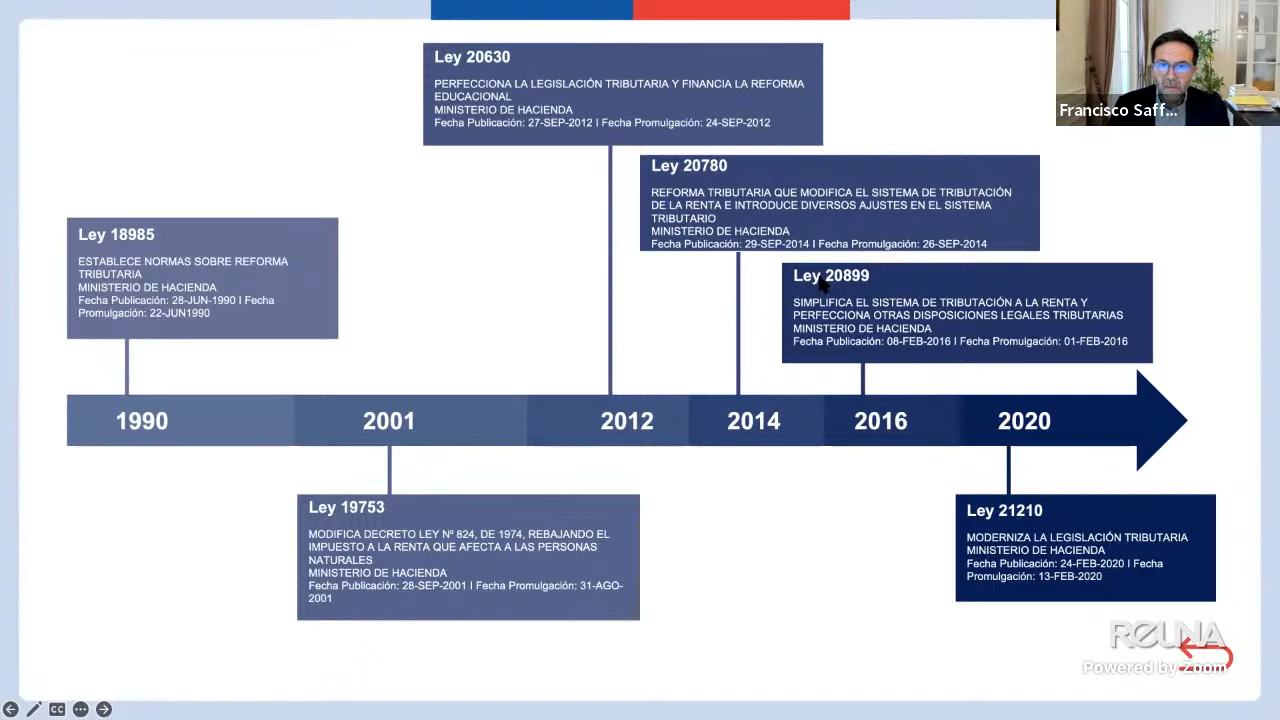 Ley 20630
PERFECCIONA LA LEGISLACIÓN TRIBUTARIA Y FINANCIA LA REFORMA
EDUCACIONAL
MINISTERIO DE HACIENDA
Fecha Publicación: 27-SEP-2012 I Fecha Promulgación: 24-SEP-2012
Francisco Saff...
Ley 20780
REFORMA TRIBUTARIA QUE MODIFICA EL SISTEMA DE TRIBUTACIÓN
DE LA RENTA E INTRODUCE DIVERSOS AJUSTES EN EL SISTEMA
TRIBUTARIO
MINISTERIO DE HACIENDA
Fecha Publicación: 29-SEP-2014 I Fecha Promulgación: 26-SEP-2014
Ley 18985
ESTABLECE NORMAS SOBRE REFORMA
TRIBUTARIA
MINISTERIO DE HACIENDA
Fecha Publicación: 28-JUN-1990 I Fecha
Promulgación: 22-JUN1990
Ley 20899
SIMPLIFICA EL SISTEMA DE TRIBUTACIÓN A LA RENTA Y
PERFECCIONA OTRAS DISPOSICIONES LEGALES TRIBUTARIAS
MINISTERIO DE HACIENDA
Fecha Publicación: 08-FEB-2016 I Fecha Promulgación: 01-FEB-2016
1990 2001 2012 2014 2016 2020
Ley 19753
MODIFICA DECRETO LEY Nº 824, DE 1974, REBAJANDO EL
IMPUESTO A LA RENTA QUE AFECTA A LAS PERSONAS
NATURALES
MINISTERIO DE HACIENDA
Fecha Publicación: 28-SEP-2001 I Fecha Promulgación: 31-AGO-
2001
Ley 21210
MODERNIZA LA LEGISLACIÓN TRIBUTARIA
MINISTERIO DE HACIENDA
Fecha Publicación: 24-FEB-2020 I Fecha
Promulgación: 13-FEB-2020
REUNA
Powered by Zoom
CC